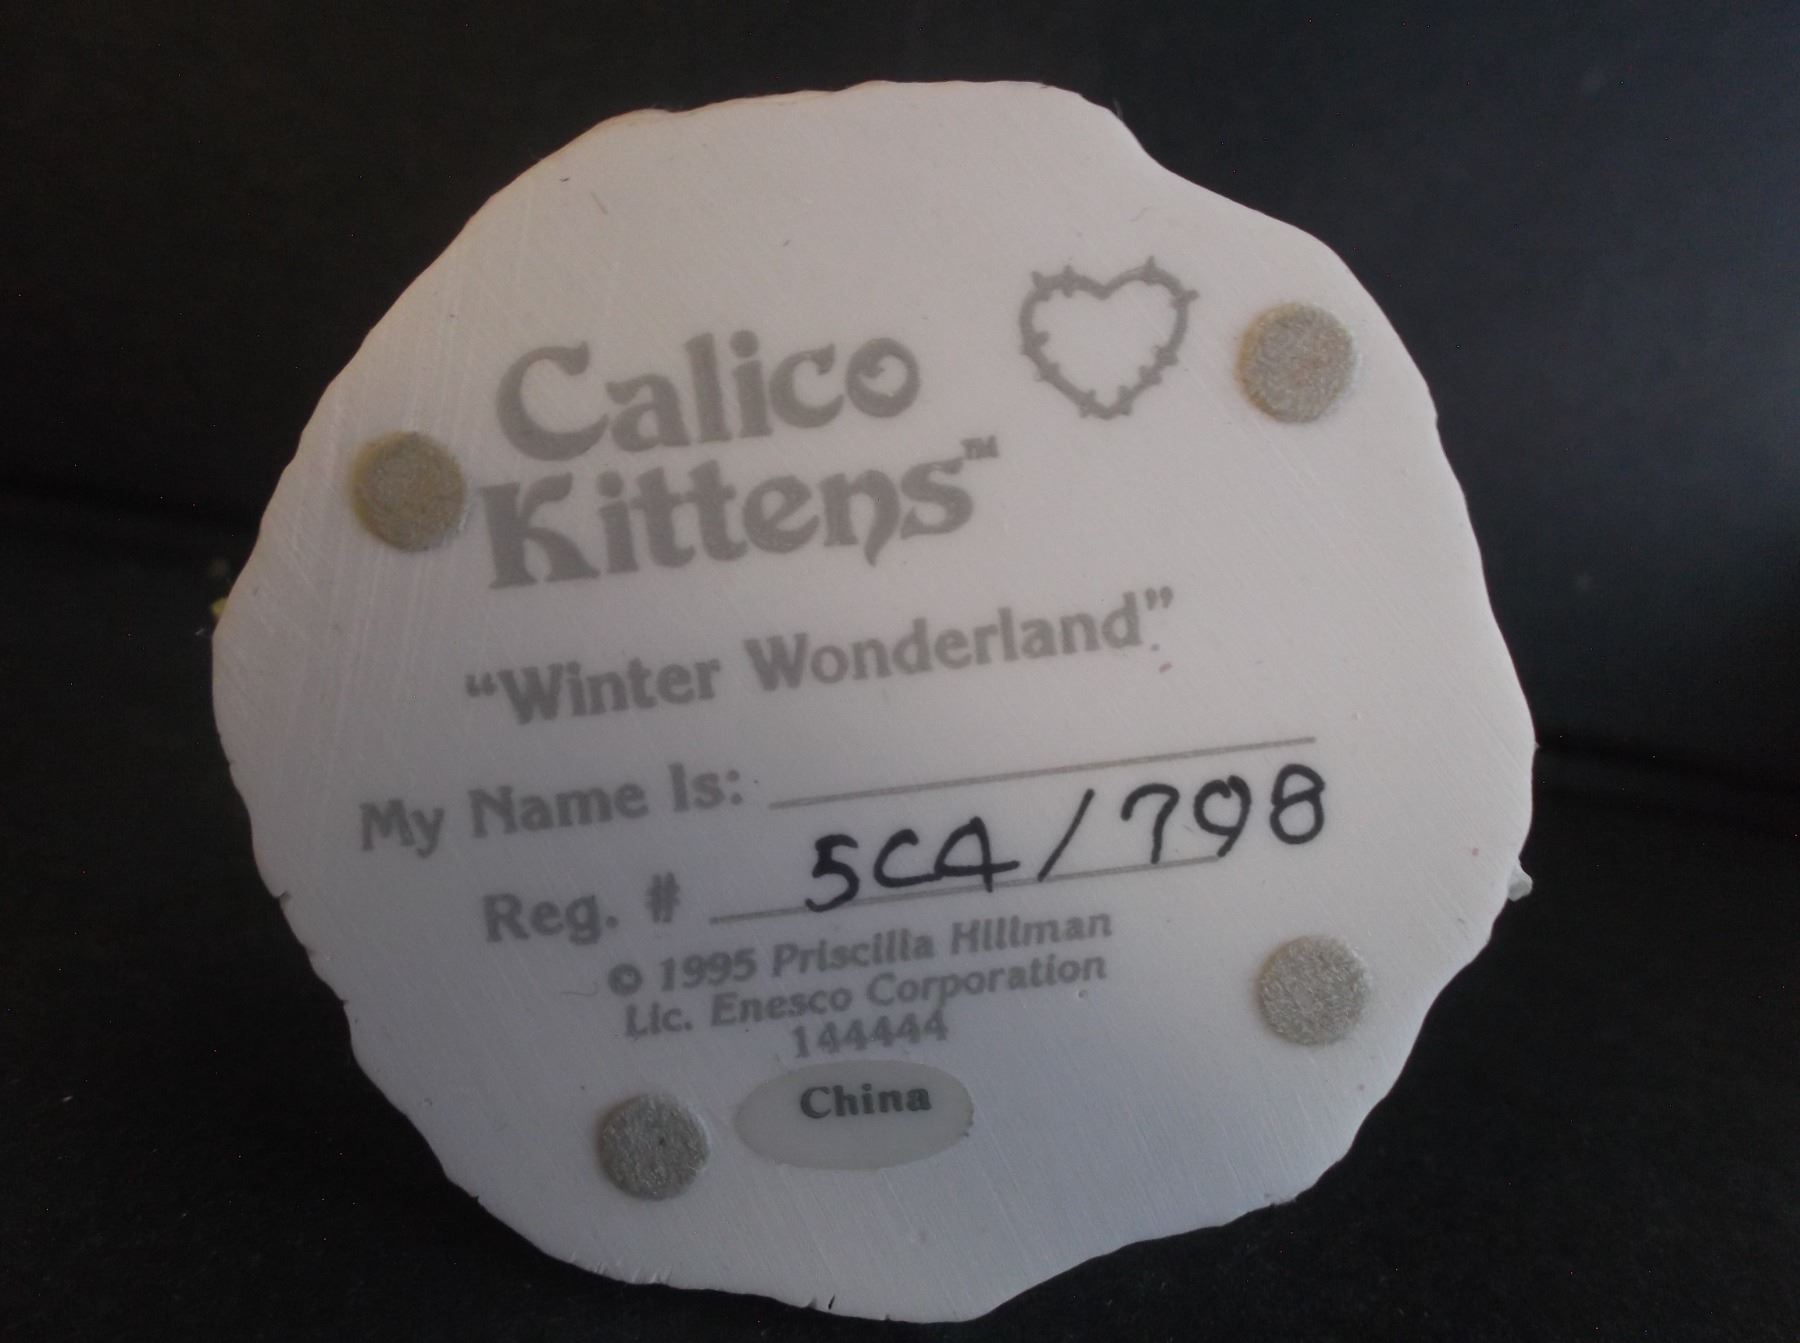 Calico
Kittens™
“Winter Wonderland”
My Name Is:
Reg. # 5C4/798
© 1995 Priscilla Hillman
Lic. Enesco Corporation
144444
China